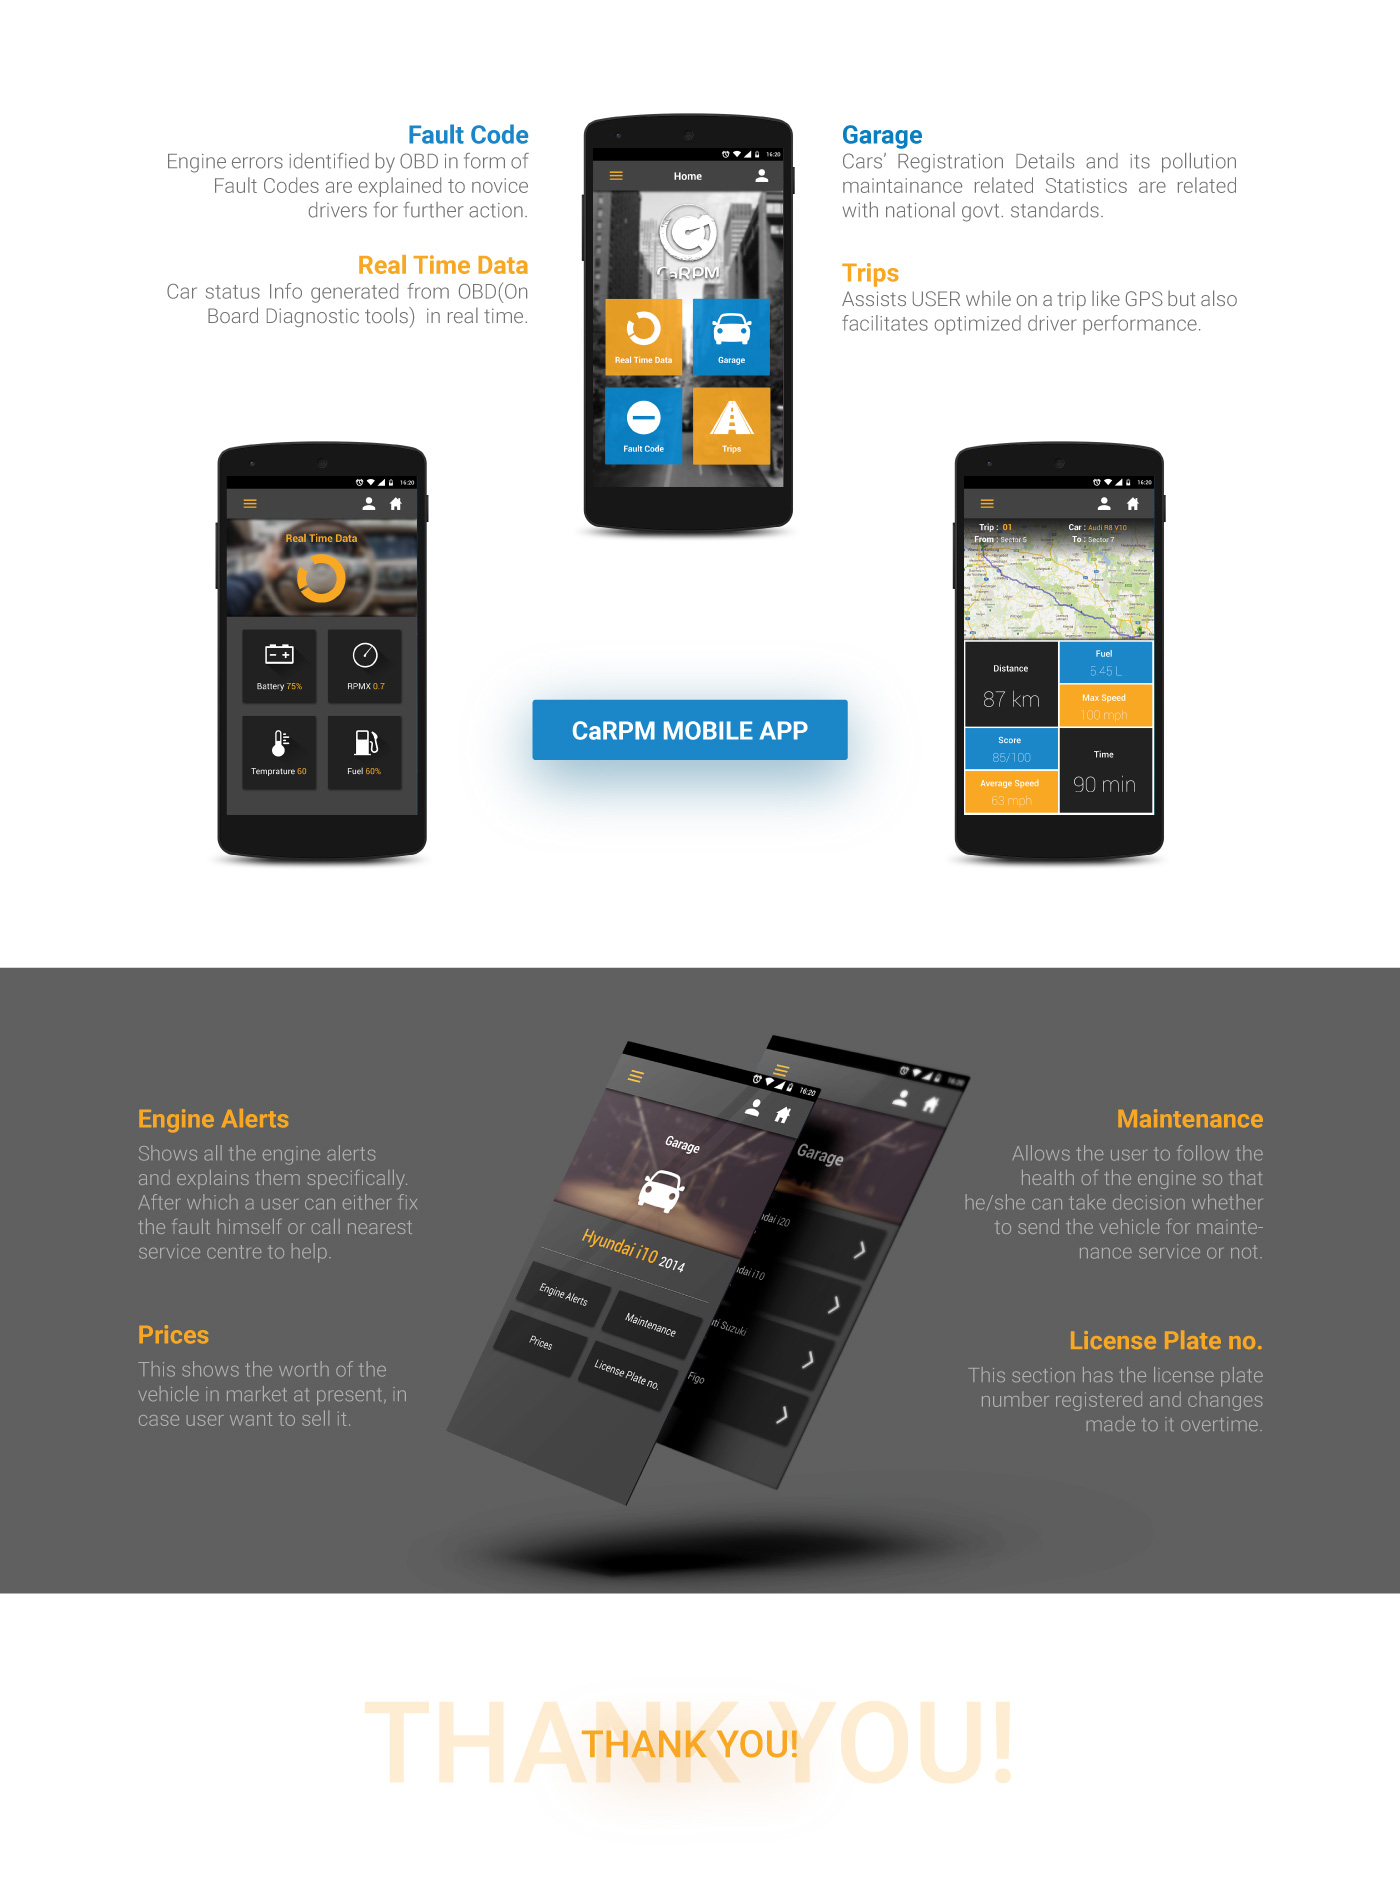 Fault Code
Engine errors identified by OBD in form of
Fault Codes are explained to novice
drivers for further action.
Real Time Data
Car status Info generated from OBD(On
Board Diagnostic tools) in real time.
16:20
Home
CaRPM
Real Time Data
Garage
Fault Code
Trips
Garage
Cars' Registration Details and its pollution
maintainance related Statistics are related
with national govt. standards.
Trips
Assists USER while on a trip like GPS but also
facilitates optimized driver performance.
16:20
Real Time Data
Battery 75%
RPMX 0.7
Temprature 60
Fuel 60%
CaRPM MOBILE APP
16:20
Trip : 01
Car : Audi R8 V10
From : Sector 5
To : Sector 7
Distance
87 km
Fuel
5.45 L
Max Speed
100 mph
Score
85/100
Average Speed
63 mph
Time
90 min
Engine Alerts
Shows all the engine alerts
and explains them specifically.
After which a user can either fix
the fault himself or call nearest
service centre to help.
Prices
This shows the worth of the
vehicle in market at present, in
case user want to sell it.
16:20
Garage
Hyundai i10 2014
Engine Alerts
Maintenance
Prices
License Plate no.
16:20
Garage
ndai i20
ndai i10
ti Suzuki
Figo
Maintenance
Allows the user to follow the
health of the engine so that
he/she can take decision whether
to send the vehicle for mainte-
nance service or not.
License Plate no.
This section has the license plate
number registered and changes
made to it overtime.
THANK YOU!
THANK YOU!